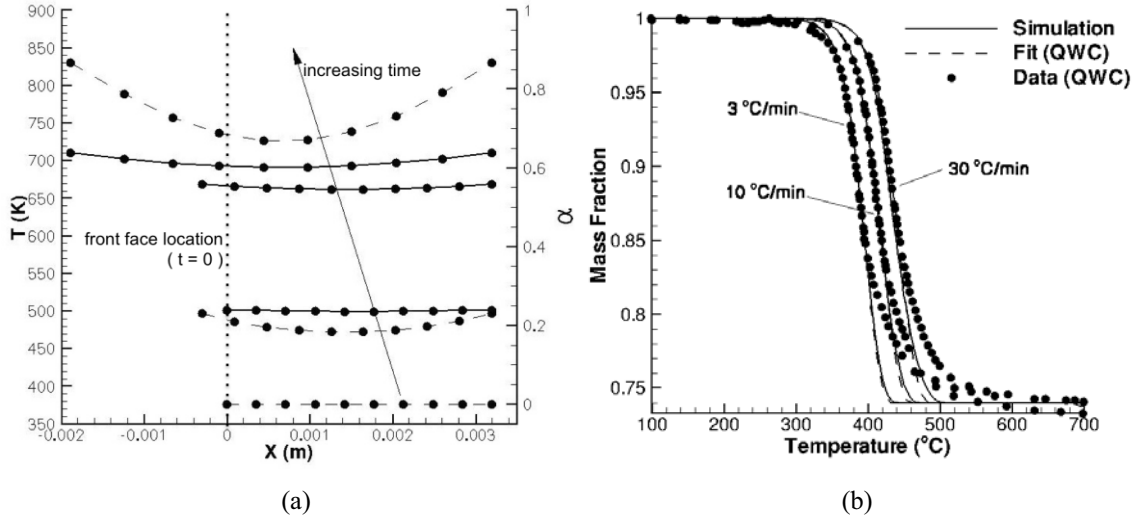 900
850
800
750
700
650
600
550
500
450
400
350
T (K)
-0.002
-0.001
0
0.001
0.002
0.003
X (m)
1
0.8
0.6
0.4
0.2
0
α
increasing time
front face location
( t = 0 )
(a)
Mass Fraction
1
0.95
0.9
0.85
0.8
0.75
100
200
300
400
500
600
700
Temperature (°C)
Simulation
Fit (QWC)
Data (QWC)
3 °C/min
10 °C/min
30 °C/min
(b)